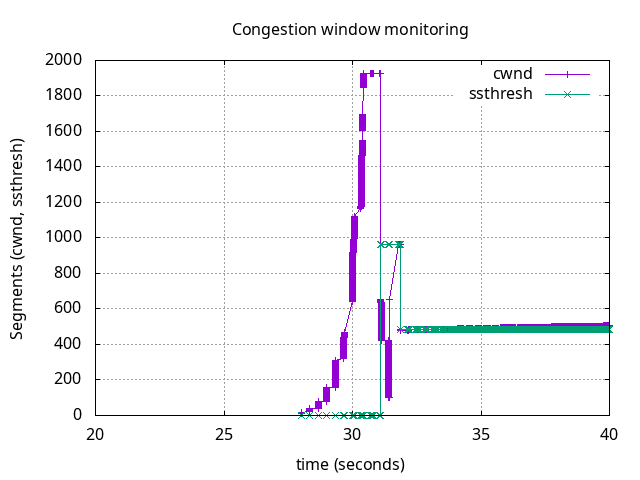 Congestion window monitoring
2000
1800
1600
1400
1200
1000
800
600
400
200
0
Segments (cwnd, ssthresh)
cwnd
ssthresh
20 25 30 35 40
time (seconds)